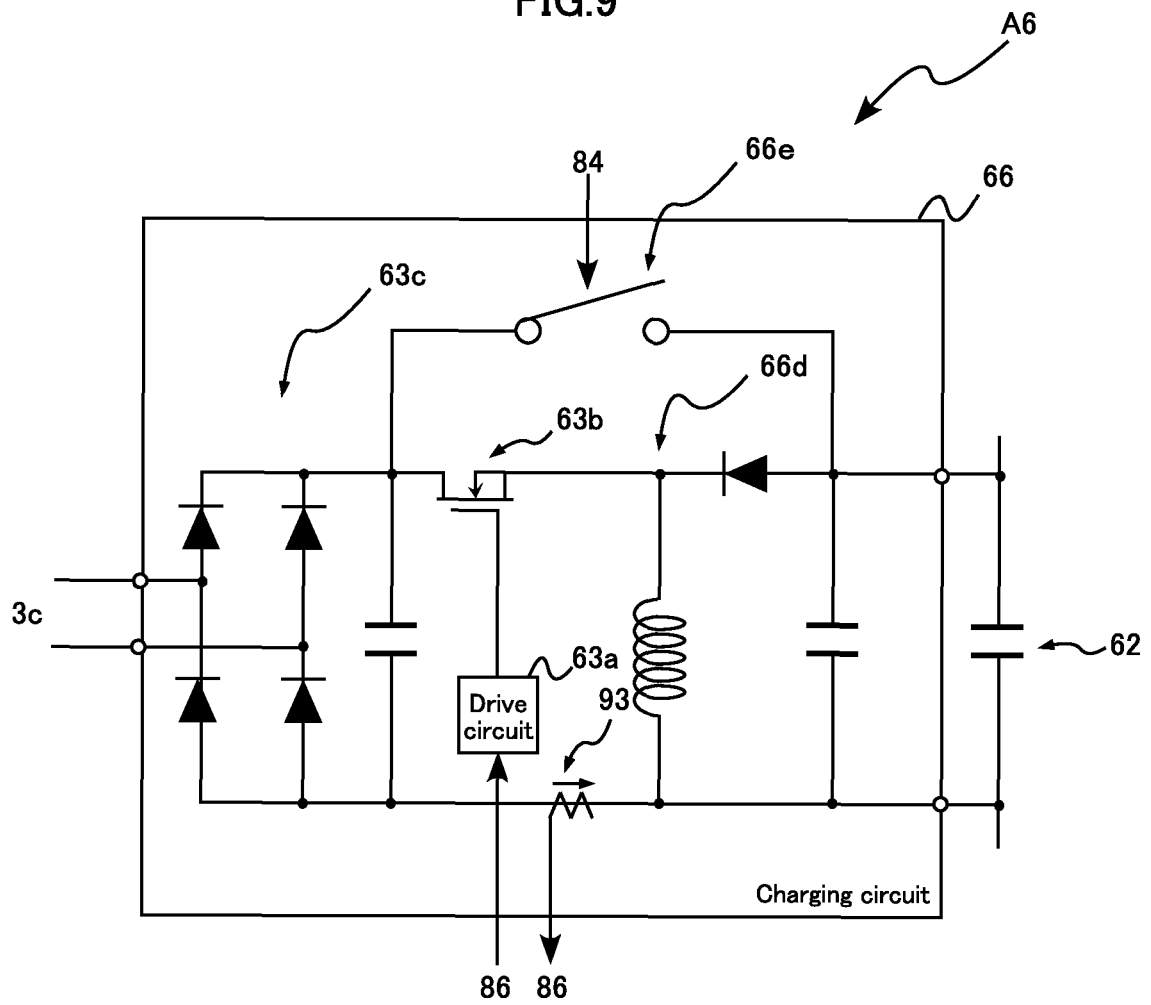 FIG.9
A6
84
66e
66
63c
66d
63b
3c
62
63a
93
Drive
circuit
Charging circuit
86
86